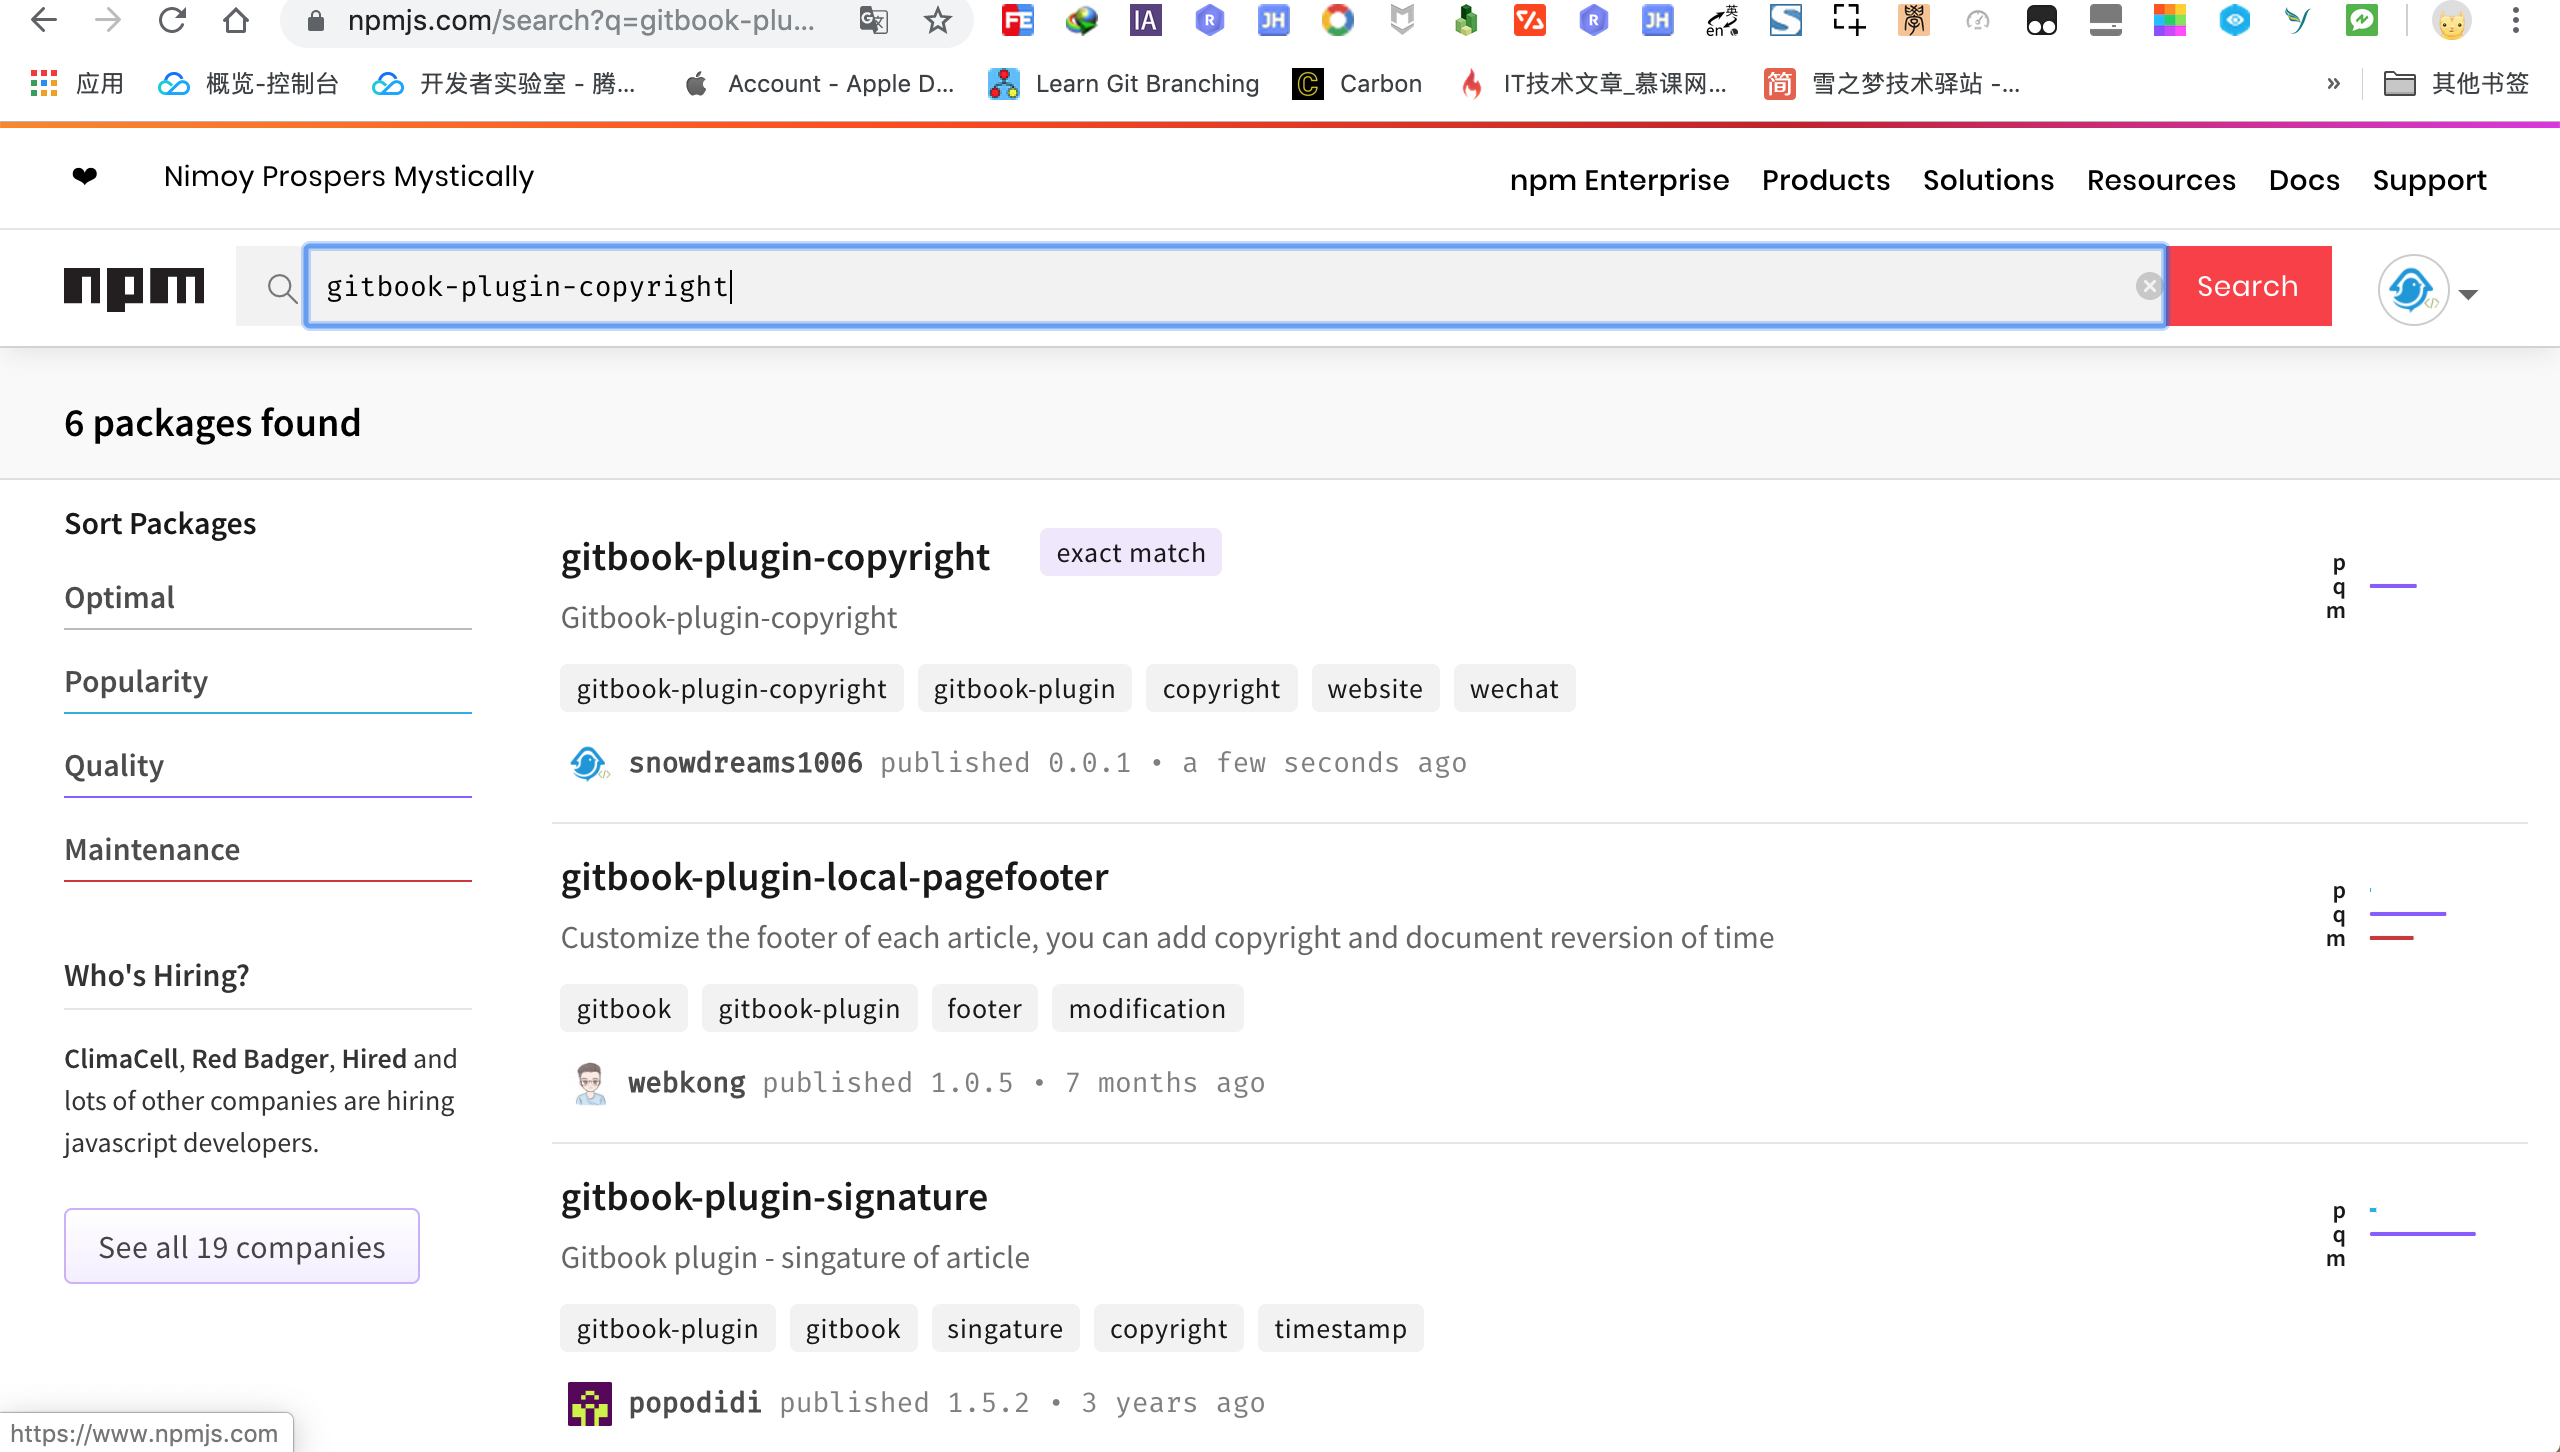 npmjs.com/search?q=gitbook-plu...
应用
概览-控制台
开发者实验室 - 腾...
Account - Apple D...
Learn Git Branching
Carbon
IT技术文章_慕课网...
简
雪之梦技术驿站 -...
»
其他书签
❤
Nimoy Prospers Mystically
npm Enterprise
Products
Solutions
Resources
Docs
Support
npm
gitbook-plugin-copyright
Search
6 packages found
Sort Packages
Optimal
Popularity
Quality
Maintenance
Who's Hiring?
ClimaCell, Red Badger, Hired and
lots of other companies are hiring
javascript developers.
See all 19 companies
gitbook-plugin-copyright
exact match
Gitbook-plugin-copyright
gitbook-plugin-copyright gitbook-plugin copyright website wechat
snowdreams1006 published 0.0.1 • a few seconds ago
p
q
m
gitbook-plugin-local-pagefooter
Customize the footer of each article, you can add copyright and document reversion of time
gitbook gitbook-plugin footer modification
webkong published 1.0.5 • 7 months ago
p
q
m
gitbook-plugin-signature
Gitbook plugin - singature of article
gitbook-plugin gitbook singature copyright timestamp
popodidi published 1.5.2 • 3 years ago
p
q
m
https://www.npmjs.com